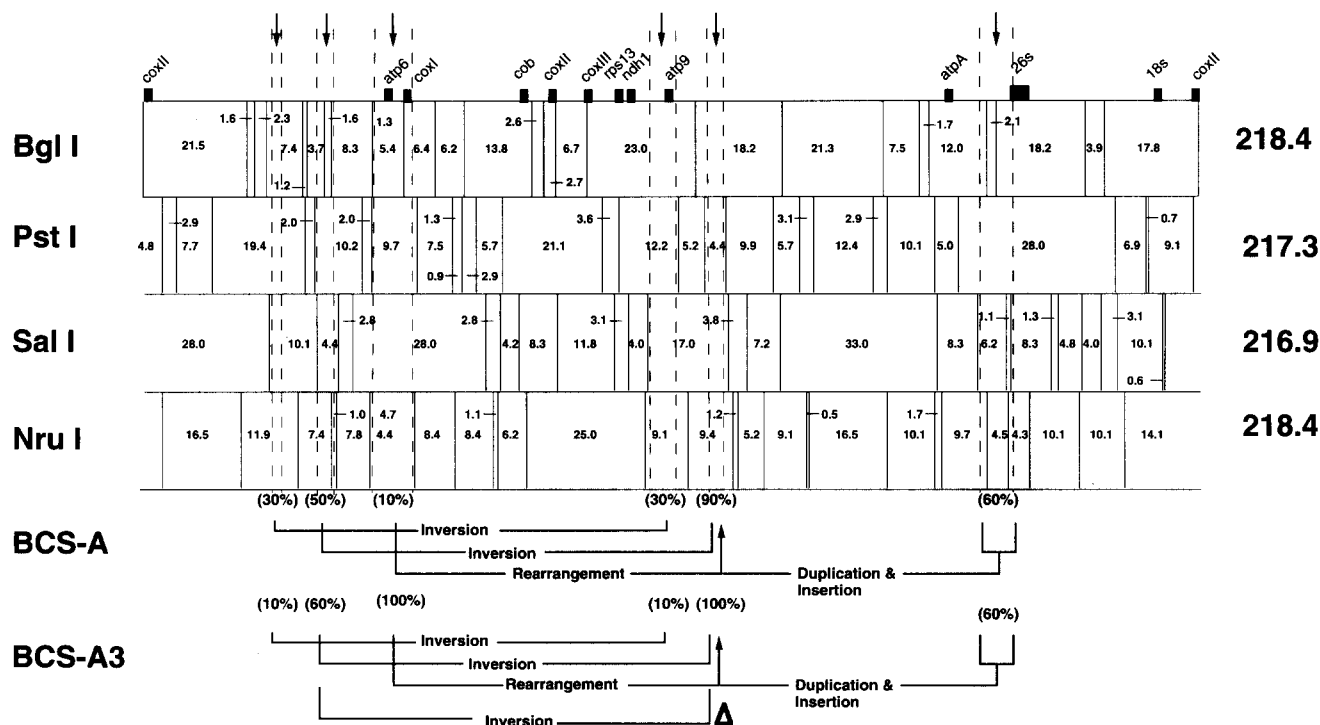 coxII atp6 coxI cob coxII coxIII rps13 ndh1 atp9 atpA 26s 18s coxII
Bgl I 218.4
1.6 2.3 1.6 1.3 2.6 1.7 2.1
21.5 7.4 3.7 8.3 5.4 6.4 6.2 13.8 6.7 23.0 18.2 21.3 7.5 12.0 18.2 3.9 17.8
1.2 2.7
Pst I 217.3
2.9 2.0 2.0 1.3 3.6 3.1 2.9 0.7
4.8 7.7 19.4 10.2 9.7 7.5 5.7 21.1 12.2 5.2 4.4 9.9 5.7 12.4 10.1 5.0 28.0 6.9 9.1
0.9 2.9
Sal I 216.9
2.8 2.8 3.1 3.8 1.1 1.3 3.1
28.0 10.1 4.4 28.0 4.2 8.3 11.8 4.0 17.0 7.2 33.0 8.3 6.2 8.3 4.8 4.0 10.1
0.6
Nru I 218.4
1.0 4.7 1.1 1.2 0.5 1.7
16.5 11.9 7.4 7.8 4.4 8.4 8.4 6.2 25.0 9.1 9.4 5.2 9.1 16.5 10.1 9.7 4.5 4.3 10.1 10.1 14.1
(30%) (50%) (10%) (30%) (90%) (60%)
BCS-A
Inversion
Inversion
Rearrangement Duplication &
Insertion
(10%) (60%) (100%) (10%) (100%) (60%)
BCS-A3
Inversion
Inversion
Rearrangement Duplication &
Insertion
Inversion Δ